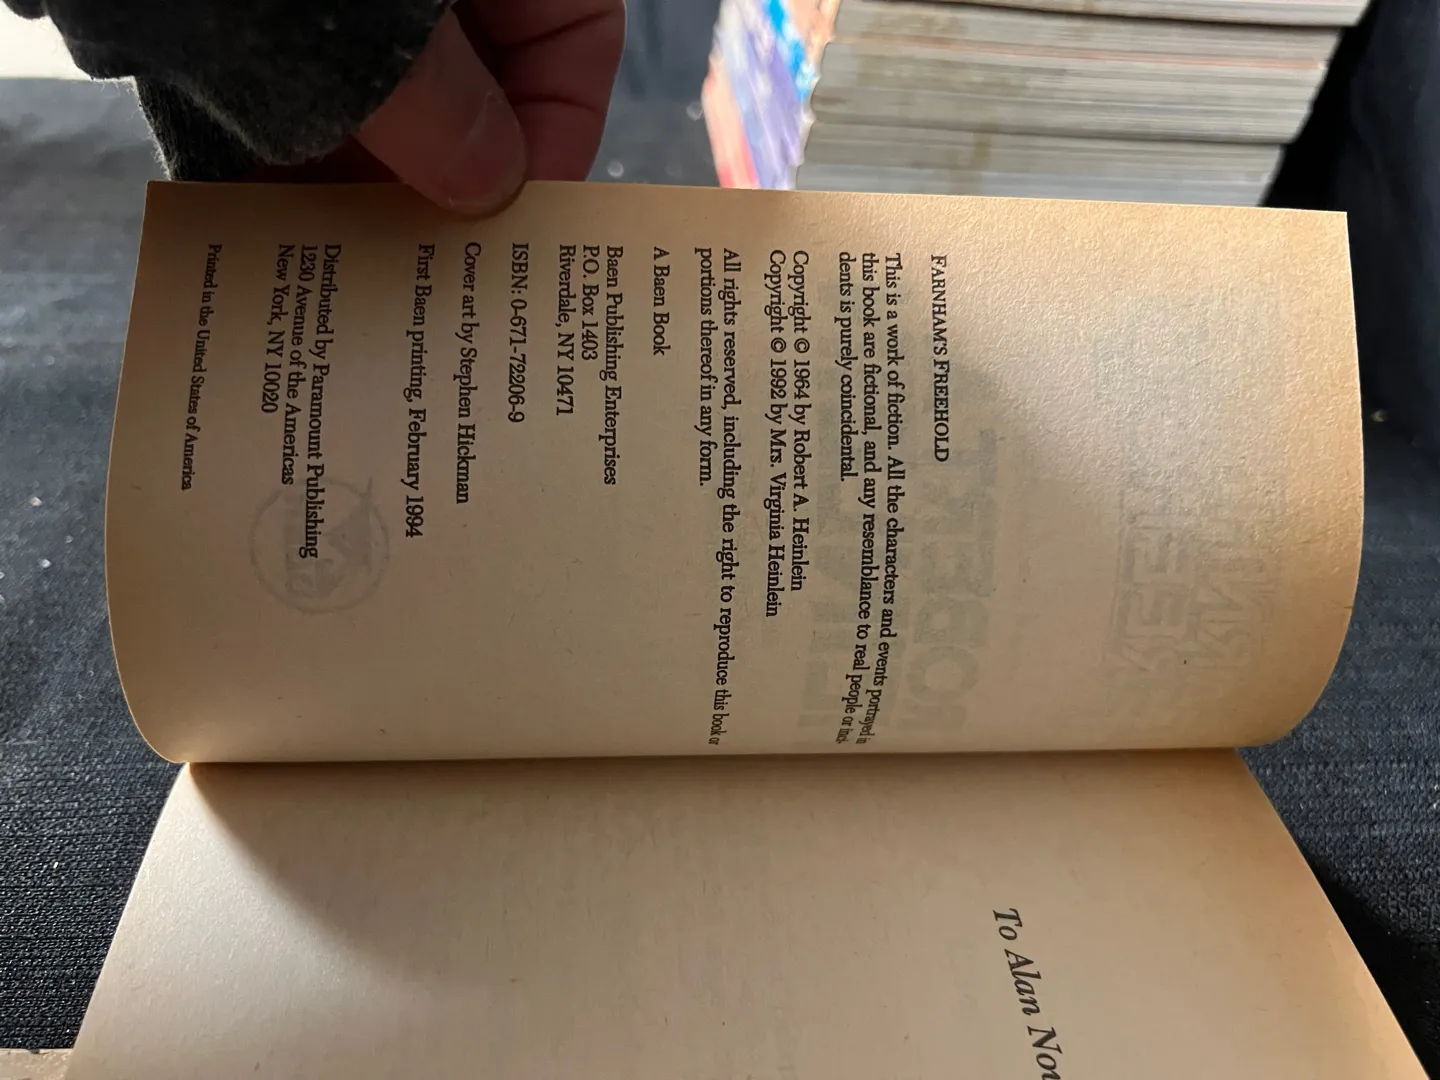 FARNHAM'S FREEHOLD
This is a work of fiction. All the characters and events portrayed in
this book are fictional, and any resemblance to real people or inci-
dents is purely coincidental.
Copyright © 1964 by Robert A. Heinlein
Copyright © 1992 by Mrs. Virginia Heinlein
All rights reserved, including the right to reproduce this book or
portions thereof in any form.
A Baen Book
Baen Publishing Enterprises
P.O. Box 1403
Riverdale, NY 10471
ISBN: 0-671-72206-9
Cover art by Stephen Hickman
First Baen printing, February 1994
Distributed by Paramount Publishing
1230 Avenue of the Americas
New York, NY 10020
Printed in the United States of America
To Alan